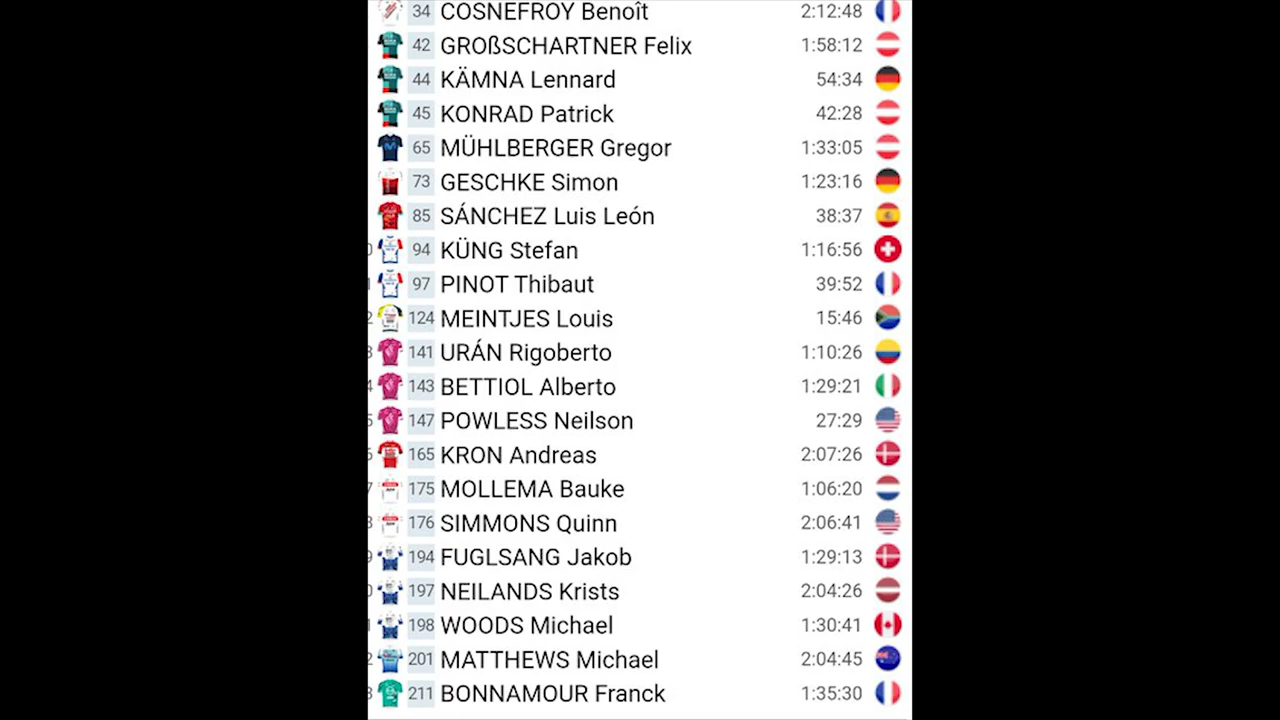 34 COSNEFROY Benoît 2:12:48
42 GROßSCHARTNER Felix 1:58:12
44 KÄMNA Lennard 54:34
45 KONRAD Patrick 42:28
65 MÜHLBERGER Gregor 1:33:05
73 GESCHKE Simon 1:23:16
85 SÁNCHEZ Luis León 38:37
94 KÜNG Stefan 1:16:56
97 PINOT Thibaut 39:52
124 MEINTJES Louis 15:46
141 URÁN Rigoberto 1:10:26
143 BETTIOL Alberto 1:29:21
147 POWLESS Neilson 27:29
165 KRON Andreas 2:07:26
175 MOLLEMA Bauke 1:06:20
176 SIMMONS Quinn 2:06:41
194 FUGLSANG Jakob 1:29:13
197 NEILANDS Krists 2:04:26
198 WOODS Michael 1:30:41
201 MATTHEWS Michael 2:04:45
211 BONNAMOUR Franck 1:35:30